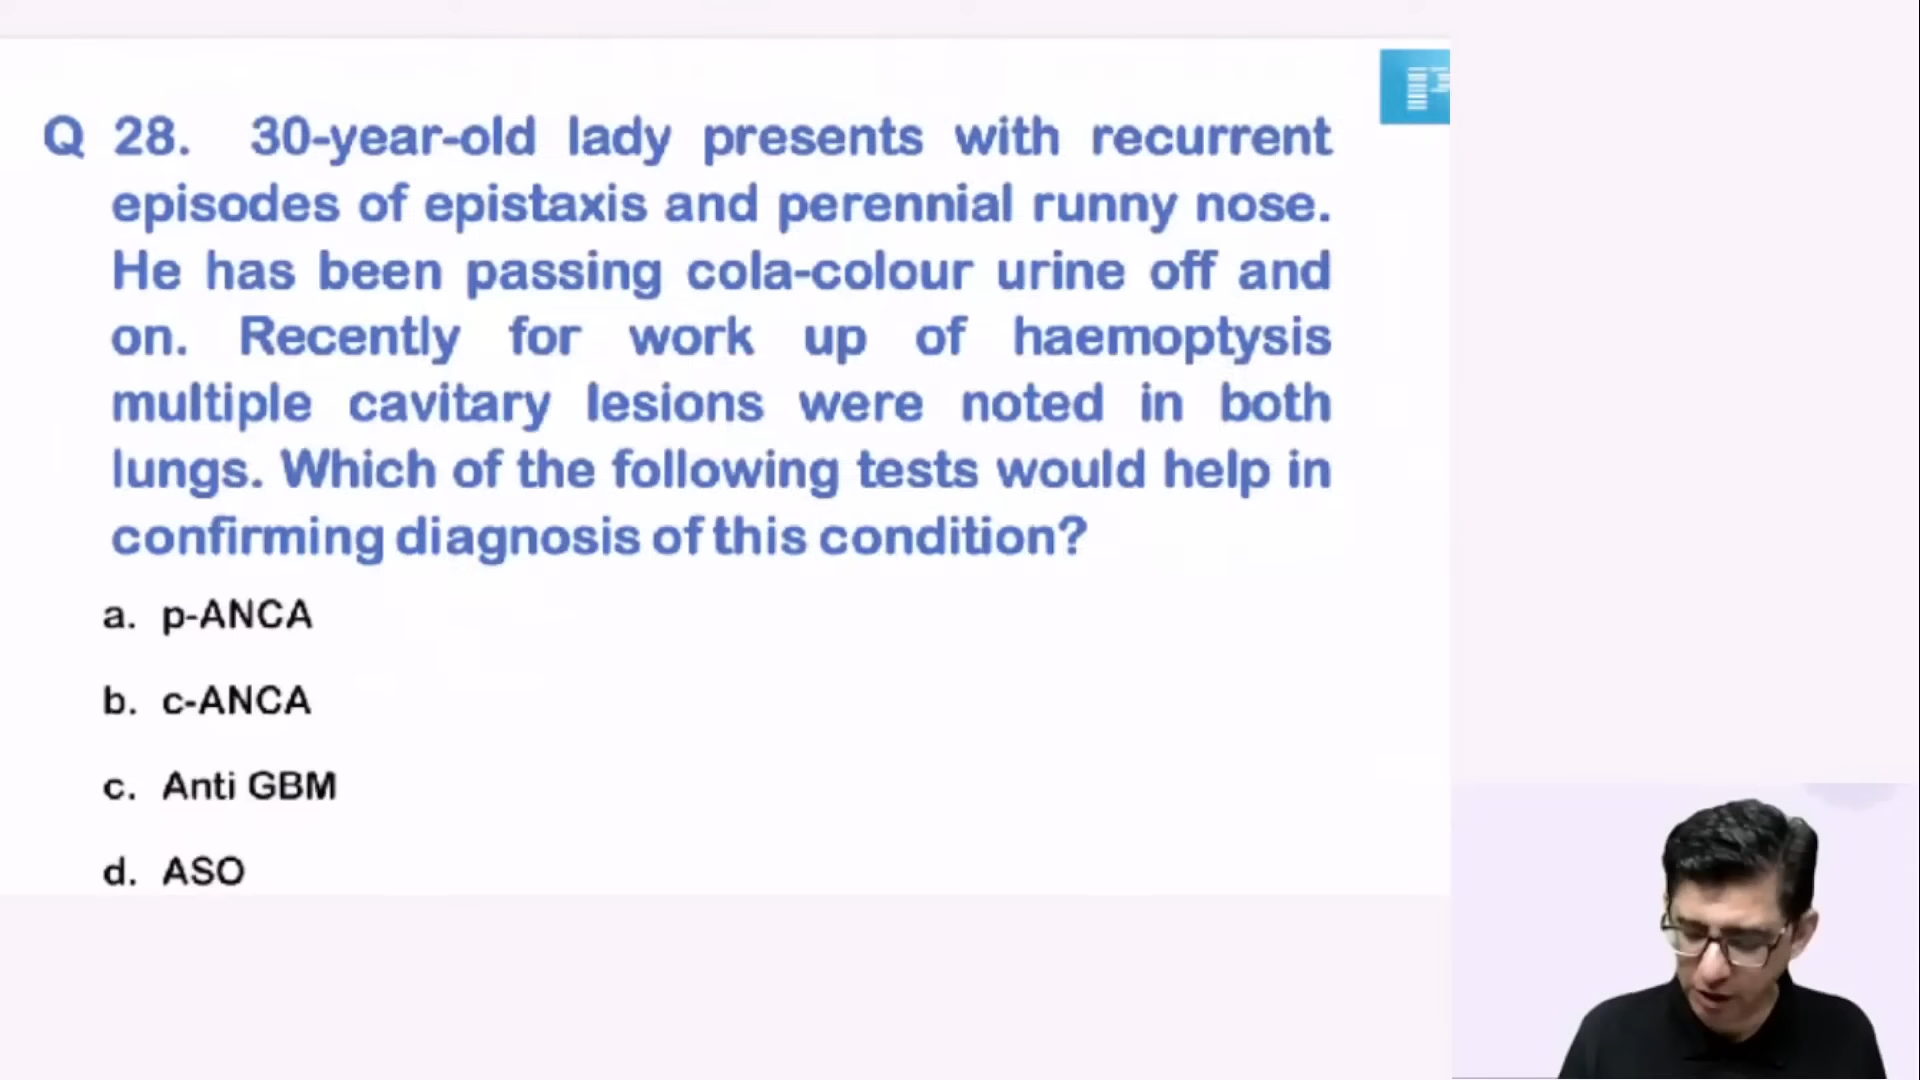 Q 28. 30-year-old lady presents with recurrent
episodes of epistaxis and perennial runny nose.
He has been passing cola-colour urine off and
on. Recently for work up of haemoptysis
multiple cavitary lesions were noted in both
lungs. Which of the following tests would help in
confirming diagnosis of this condition?
a. p-ANCA
b. c-ANCA
c. Anti GBM
d. ASO